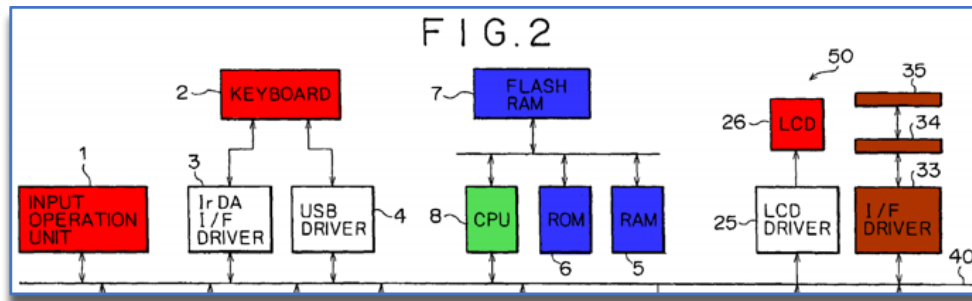 FIG.2
50
35
2
KEYBOARD
7
FLASH
RAM
26
LCD
34
1
3
33
INPUT
OPERATION
UNIT
IrDA
I/F
DRIVER
USB
DRIVER
4
8
CPU
ROM
RAM
25
LCD
DRIVER
I/F
DRIVER
6
5
40